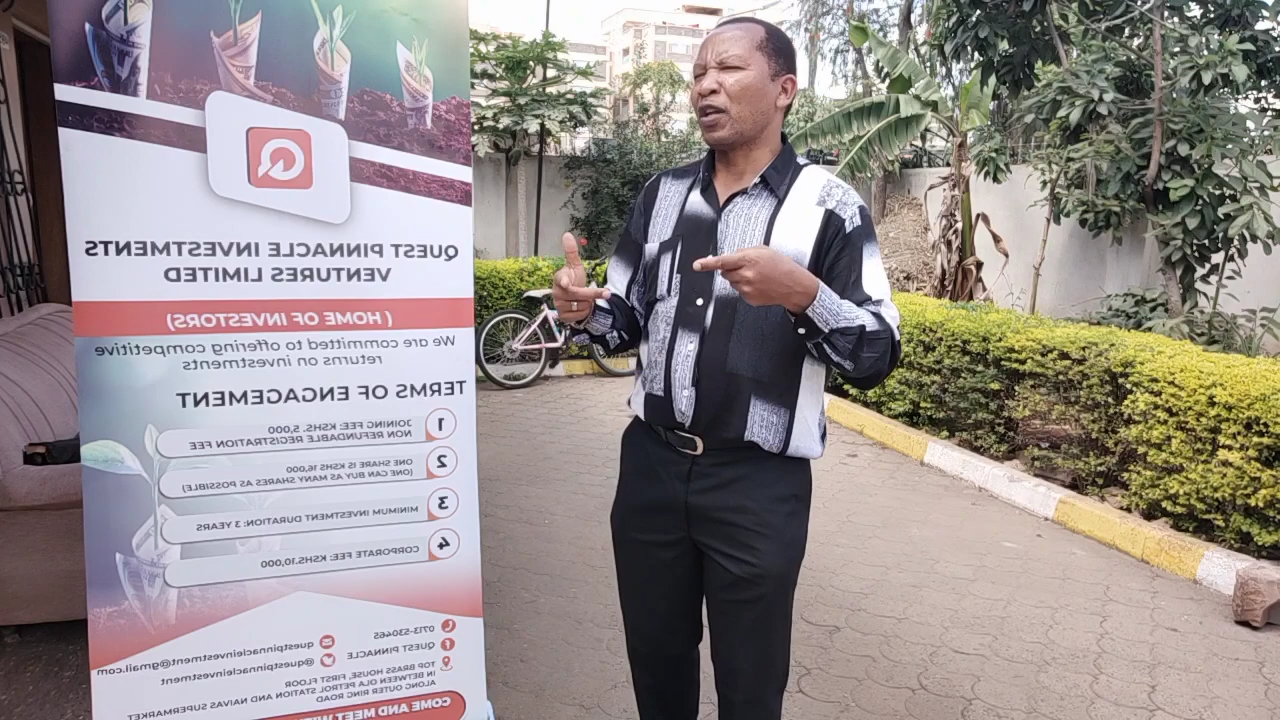 QUEST PINNACLE INVESTMENTS
VENTURES LIMITED
( HOME OF INVESTORS)
We are committed to offering competitive
returns on investments
TERMS OF ENGAGEMENT
1
JOINING FEE: KSHS. 5,000
NON REFUNDABLE REGISTRATION FEE
2
ONE SHARE IS KSHS 16,000
(ONE CAN BUY AS MANY SHARES AS POSSIBLE)
3
MINIMUM INVESTMENT DURATION: 3 YEARS
4
CORPORATE FEE: KSHS.10,000
0713-530465
questpinnacleinvestment@gmail.com
QUEST PINNACLE
@questpinnacleinvestment
TOP BRASS HOUSE, FIRST FLOOR
IN BETWEEN OLA PETROL STATION AND NAIVAS SUPERMARKET
ALONG OUTER RING ROAD
COME AND MEET WITH